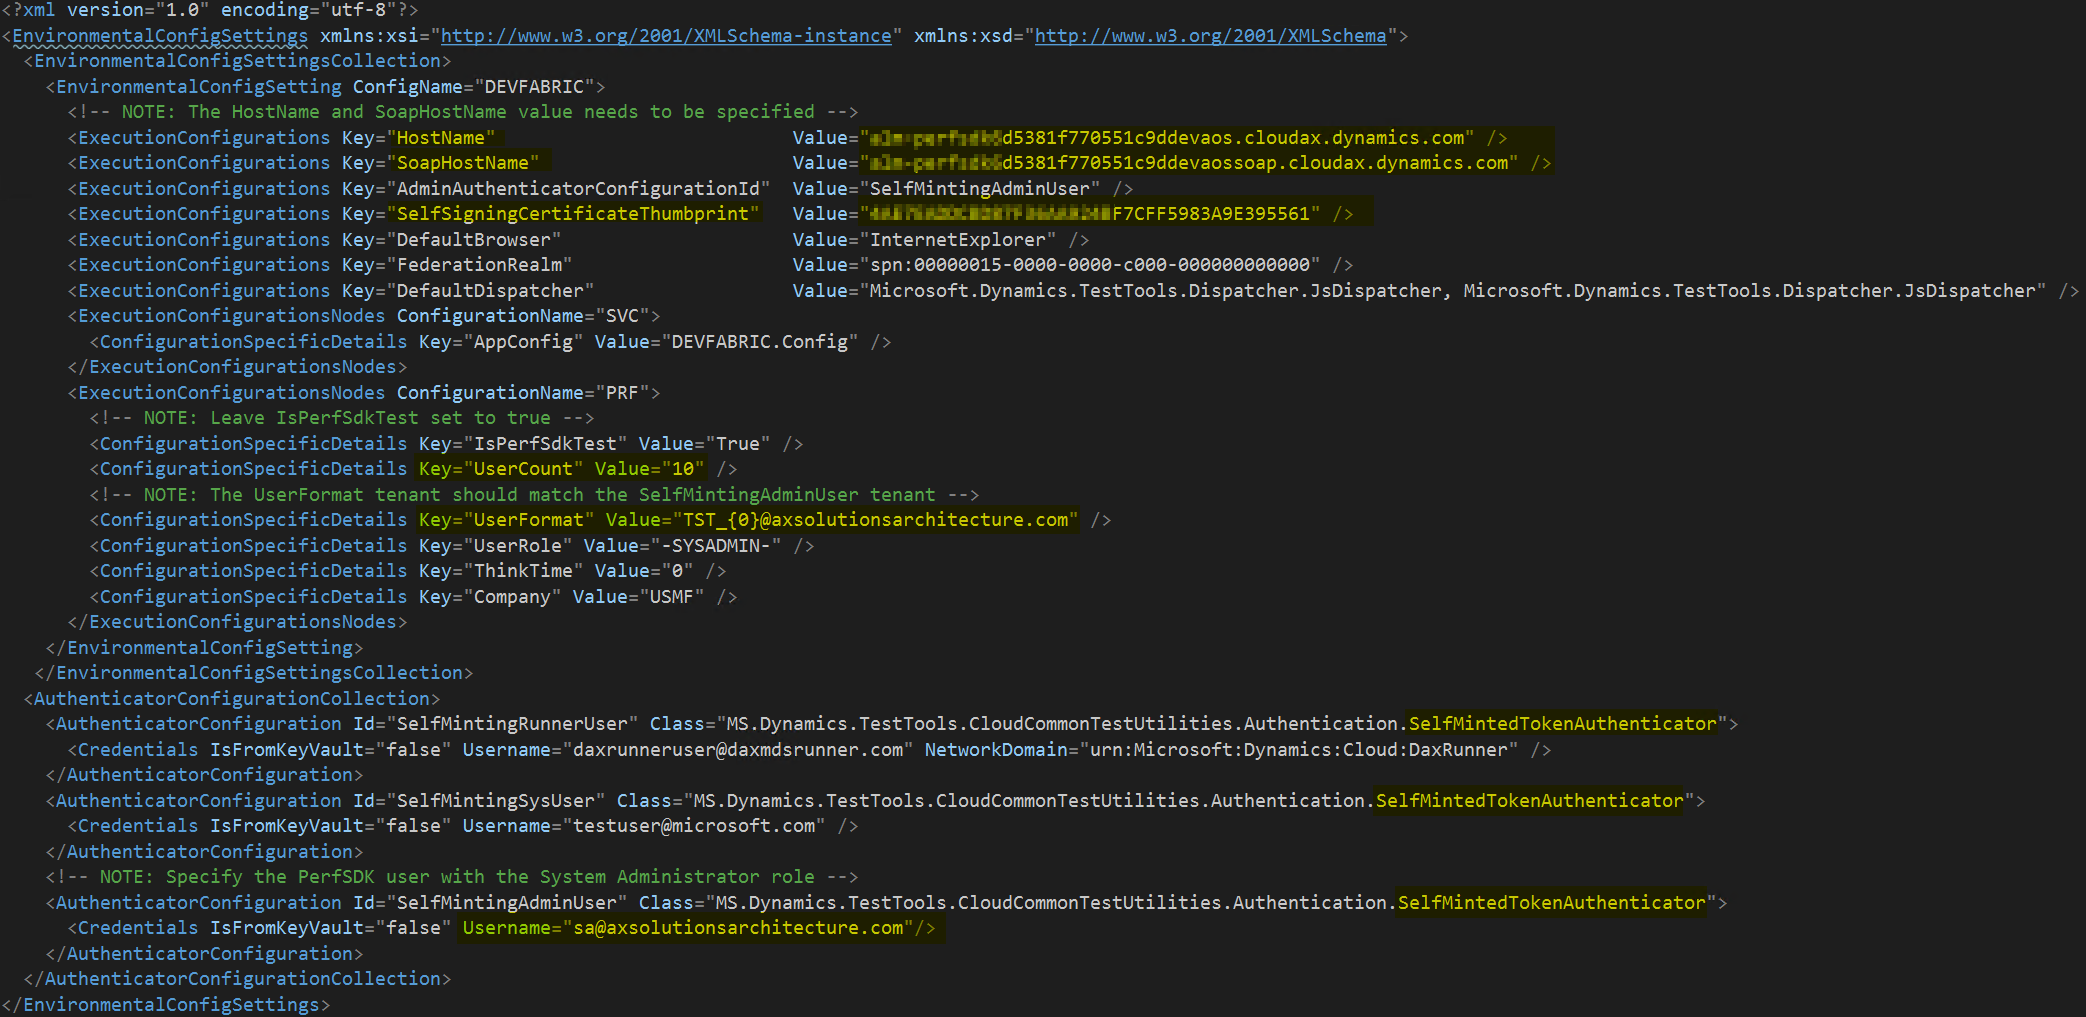 <?xml version="1.0" encoding="utf-8"?>
<EnvironmentalConfigSettings xmlns:xsi="http://www.w3.org/2001/XMLSchema-instance" xmlns:xsd="http://www.w3.org/2001/XMLSchema">
<EnvironmentalConfigSettingsCollection>
<EnvironmentalConfigSetting ConfigName="DEVFABRIC">
<!-- NOTE: The HostName and SoapHostName value needs to be specified -->
<ExecutionConfigurations Key="HostName" Value="d5381f770551c9ddevaos.cloudax.dynamics.com" />
<ExecutionConfigurations Key="SoapHostName" Value="d5381f770551c9ddevaossoap.cloudax.dynamics.com" />
<ExecutionConfigurations Key="AdminAuthenticatorConfigurationId" Value="SelfMintingAdminUser" />
<ExecutionConfigurations Key="SelfSigningCertificateThumbprint" Value="F7CFF5983A9E395561" />
<ExecutionConfigurations Key="DefaultBrowser" Value="InternetExplorer" />
<ExecutionConfigurations Key="FederationRealm" Value="spn:00000015-0000-0000-c000-000000000000" />
<ExecutionConfigurations Key="DefaultDispatcher" Value="Microsoft.Dynamics.TestTools.Dispatcher.JsDispatcher, Microsoft.Dynamics.TestTools.Dispatcher.JsDispatcher" />
<ExecutionConfigurationsNodes ConfigurationName="SVC">
<ConfigurationSpecificDetails Key="AppConfig" Value="DEVFABRIC.Config" />
</ExecutionConfigurationsNodes>
<ExecutionConfigurationsNodes ConfigurationName="PRF">
<!-- NOTE: Leave IsPerfSdkTest set to true -->
<ConfigurationSpecificDetails Key="IsPerfSdkTest" Value="True" />
<ConfigurationSpecificDetails Key="UserCount" Value="10" />
<!-- NOTE: The UserFormat tenant should match the SelfMintingAdminUser tenant -->
<ConfigurationSpecificDetails Key="UserFormat" Value="TST_{0}@axsolutionsarchitecture.com" />
<ConfigurationSpecificDetails Key="UserRole" Value="-SYSADMIN-" />
<ConfigurationSpecificDetails Key="ThinkTime" Value="0" />
<ConfigurationSpecificDetails Key="Company" Value="USMF" />
</ExecutionConfigurationsNodes>
</EnvironmentalConfigSetting>
</EnvironmentalConfigSettingsCollection>
<AuthenticatorConfigurationCollection>
<AuthenticatorConfiguration Id="SelfMintingRunnerUser" Class="MS.Dynamics.TestTools.CloudCommonTestUtilities.Authentication.SelfMintedTokenAuthenticator">
<Credentials IsFromKeyVault="false" Username="daxrunneruser@daxmdsrunner.com" NetworkDomain="urn:Microsoft:Dynamics:Cloud:DaxRunner" />
</AuthenticatorConfiguration>
<AuthenticatorConfiguration Id="SelfMintingSysUser" Class="MS.Dynamics.TestTools.CloudCommonTestUtilities.Authentication.SelfMintedTokenAuthenticator">
<Credentials IsFromKeyVault="false" Username="testuser@microsoft.com" />
</AuthenticatorConfiguration>
<!-- NOTE: Specify the PerfSDK user with the System Administrator role -->
<AuthenticatorConfiguration Id="SelfMintingAdminUser" Class="MS.Dynamics.TestTools.CloudCommonTestUtilities.Authentication.SelfMintedTokenAuthenticator">
<Credentials IsFromKeyVault="false" Username="sa@axsolutionsarchitecture.com"/>
</AuthenticatorConfiguration>
</AuthenticatorConfigurationCollection>
</EnvironmentalConfigSettings>